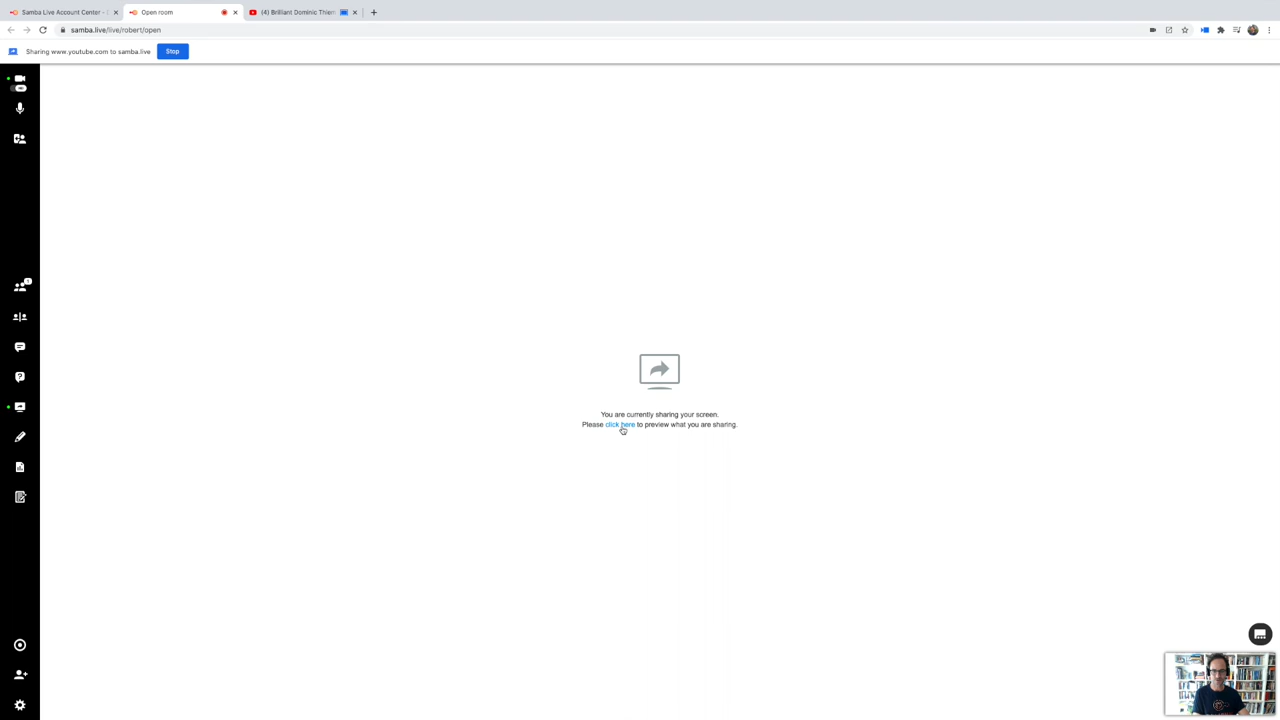 Samba Live Account Center -
Open room
(4) Brilliant Dominic Thiem
samba.live/live/robert/open
Sharing www.youtube.com to samba.live
Stop
You are currently sharing your screen.
Please click here to preview what you are sharing.